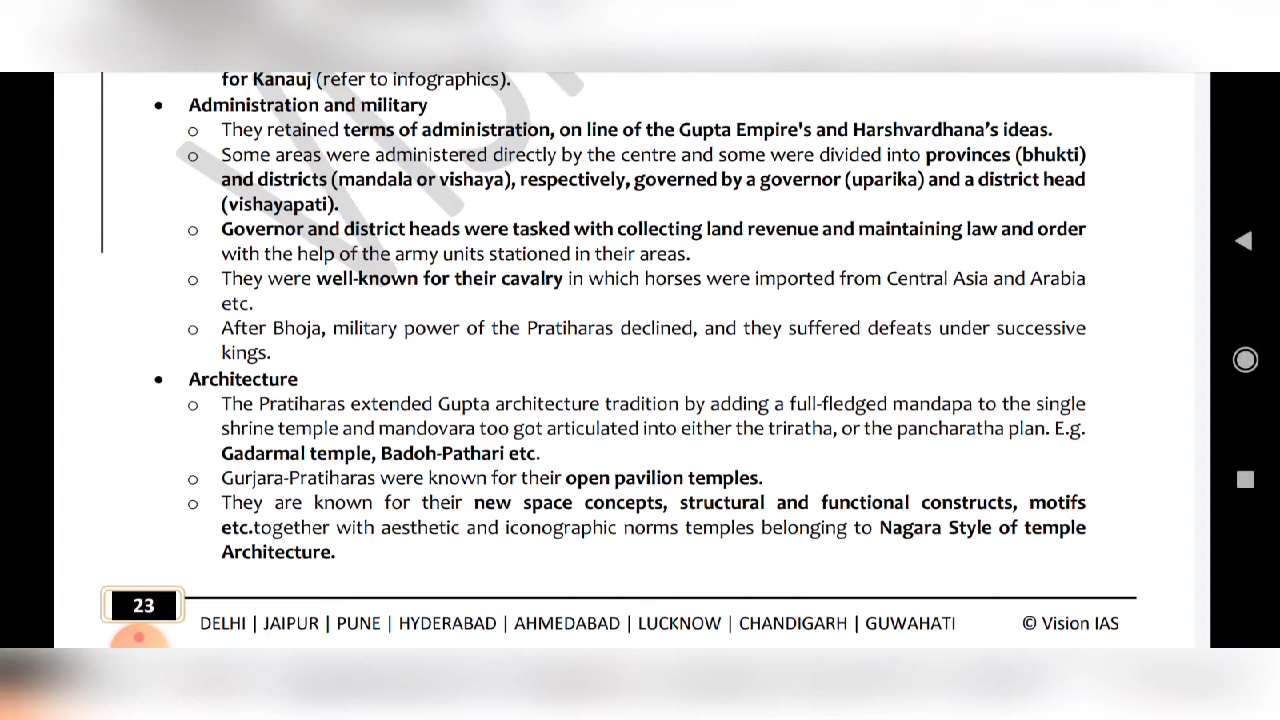 for Kanauj (refer to infographics).
• Administration and military
o They retained terms of administration, on line of the Gupta Empire's and Harshvardhana's ideas.
o Some areas were administered directly by the centre and some were divided into provinces (bhukti)
and districts (mandala or vishaya), respectively, governed by a governor (uparika) and a district head
(vishayapati).
o Governor and district heads were tasked with collecting land revenue and maintaining law and order
with the help of the army units stationed in their areas.
o They were well-known for their cavalry in which horses were imported from Central Asia and Arabia
etc.
o After Bhoja, military power of the Pratiharas declined, and they suffered defeats under successive
kings.
• Architecture
o The Pratiharas extended Gupta architecture tradition by adding a full-fledged mandapa to the single
shrine temple and mandovara too got articulated into either the triratha, or the pancharatha plan. E.g.
Gadarmal temple, Badoh-Pathari etc.
o Gurjara-Pratiharas were known for their open pavilion temples.
o They are known for their new space concepts, structural and functional constructs, motifs
etc.together with aesthetic and iconographic norms temples belonging to Nagara Style of temple
Architecture.
23
DELHI | JAIPUR | PUNE | HYDERABAD | AHMEDABAD | LUCKNOW | CHANDIGARH | GUWAHATI © Vision IAS